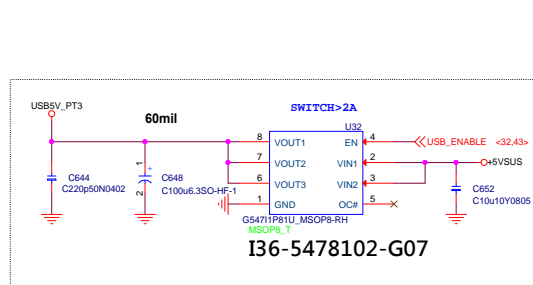 USB5V_PT3
60mil
SWITCH>2A
U32
8 VOUT1 EN 4
USB_ENABLE <32,43>
7 VOUT2 VIN1 2
+5VSUS
6 VOUT3 VIN2 3
1 GND OC# 5
C644
C220p50N0402
1
+
2
C648
C100u6.3SO-HF-1
C652
C10u10Y0805
G547I1P81U_MSOP8-RH
MSOP8_T
I36-5478102-G07